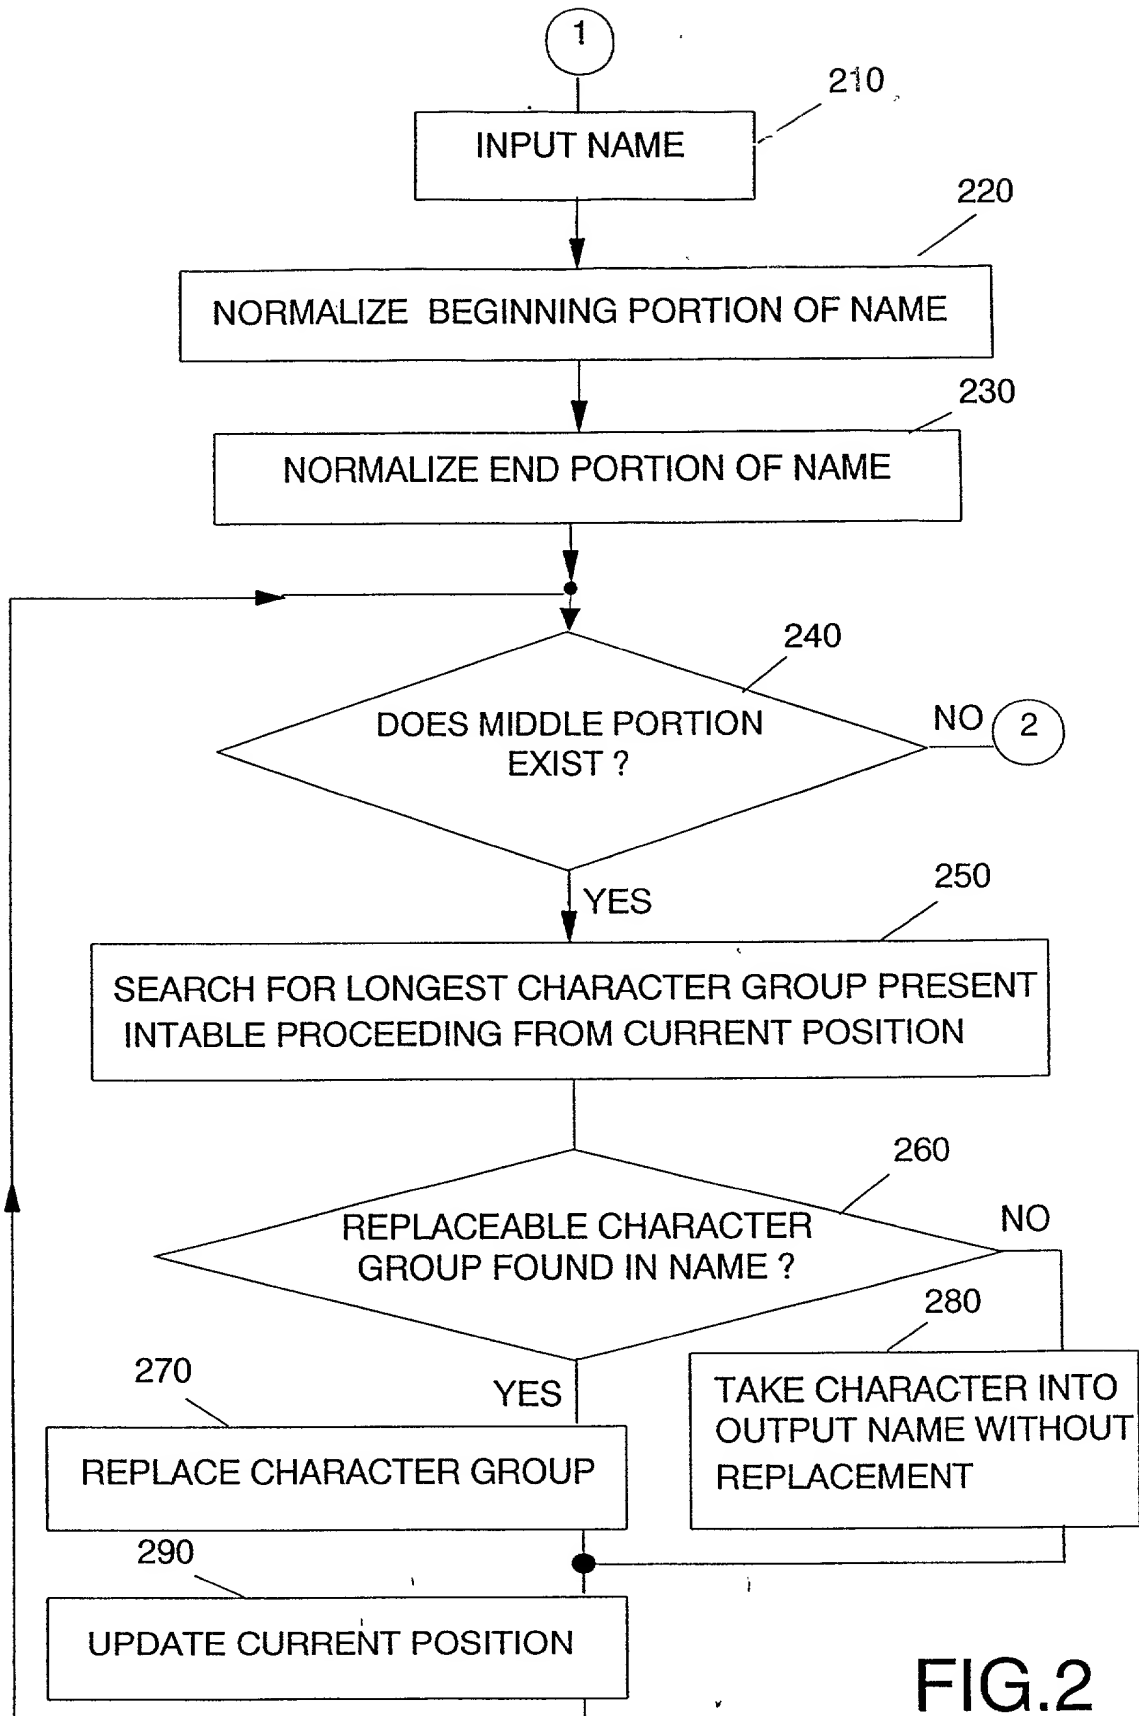 1
210
INPUT NAME
220
NORMALIZE BEGINNING PORTION OF NAME
230
NORMALIZE END PORTION OF NAME
240
DOES MIDDLE PORTION
EXIST ?
NO
2
YES
250
SEARCH FOR LONGEST CHARACTER GROUP PRESENT
INTABLE PROCEEDING FROM CURRENT POSITION
260
REPLACEABLE CHARACTER
GROUP FOUND IN NAME ?
NO
280
270
YES
TAKE CHARACTER INTO
OUTPUT NAME WITHOUT
REPLACEMENT
REPLACE CHARACTER GROUP
290
UPDATE CURRENT POSITION
FIG.2